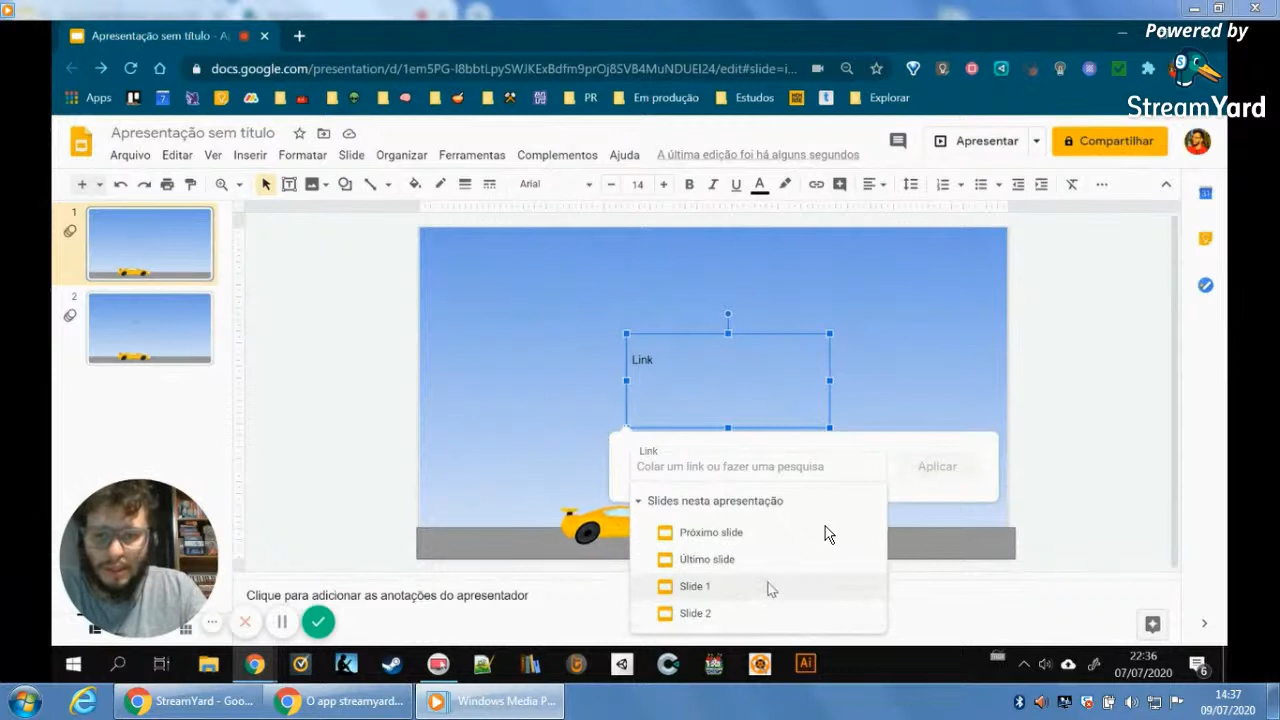 Powered by
StreamYard
Apresentação sem título - A
docs.google.com/presentation/d/1em5PG-I8bbtLpySWJKExBdfm9prOj8SVB4MuNDUEI24/edit#slide=i...
Apps
PR
Em produção
Estudos
Explorar
Apresentação sem título
Apresentar
Compartilhar
Arquivo Editar Ver Inserir Formatar Slide Organizar Ferramentas Complementos Ajuda A última edição foi há alguns segundos
Arial
14
1
2
Link
Link
Colar um link ou fazer uma pesquisa
Aplicar
Slides nesta apresentação
Próximo slide
Último slide
Slide 1
Slide 2
Clique para adicionar as anotações do apresentador
22:36
07/07/2020
6
StreamYard - Goo...
O app streamyard...
Windows Media P...
14:37
09/07/2020